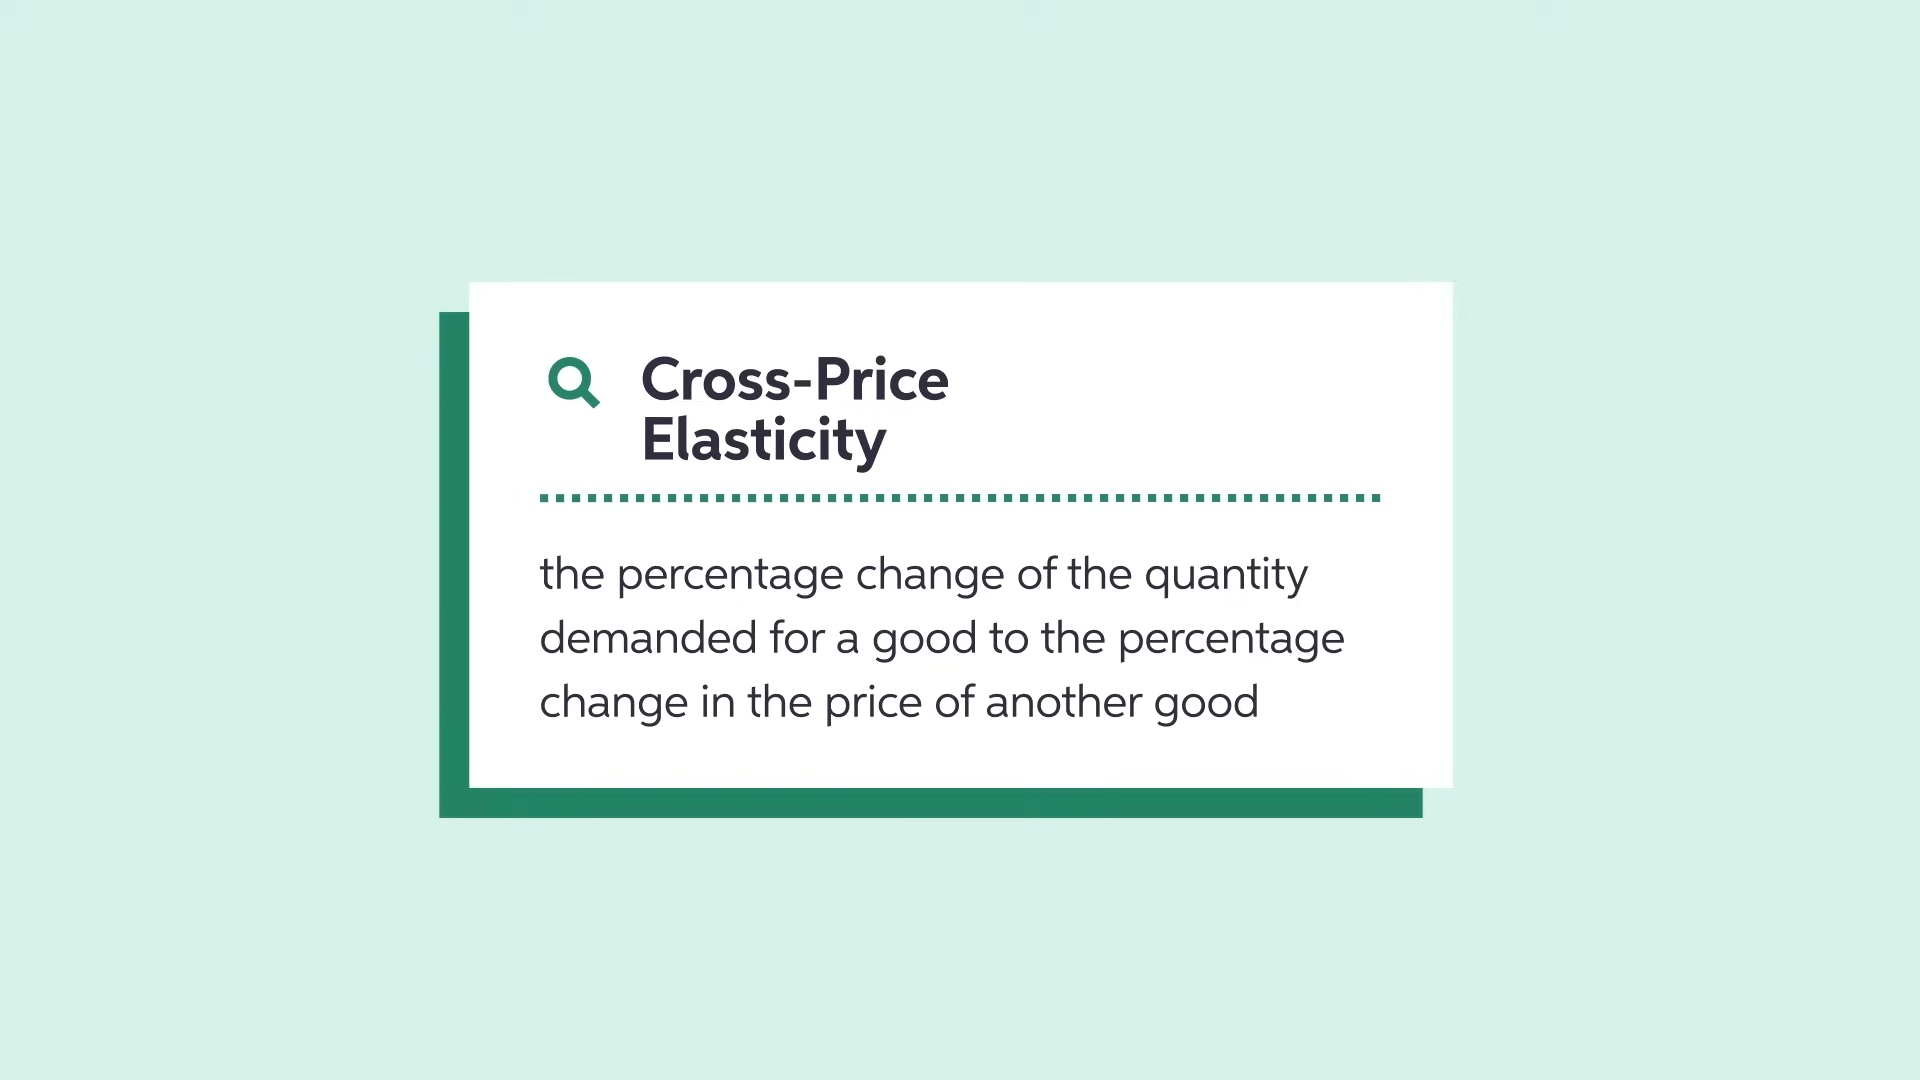 Cross-Price
Elasticity
the percentage change of the quantity
demanded for a good to the percentage
change in the price of another good